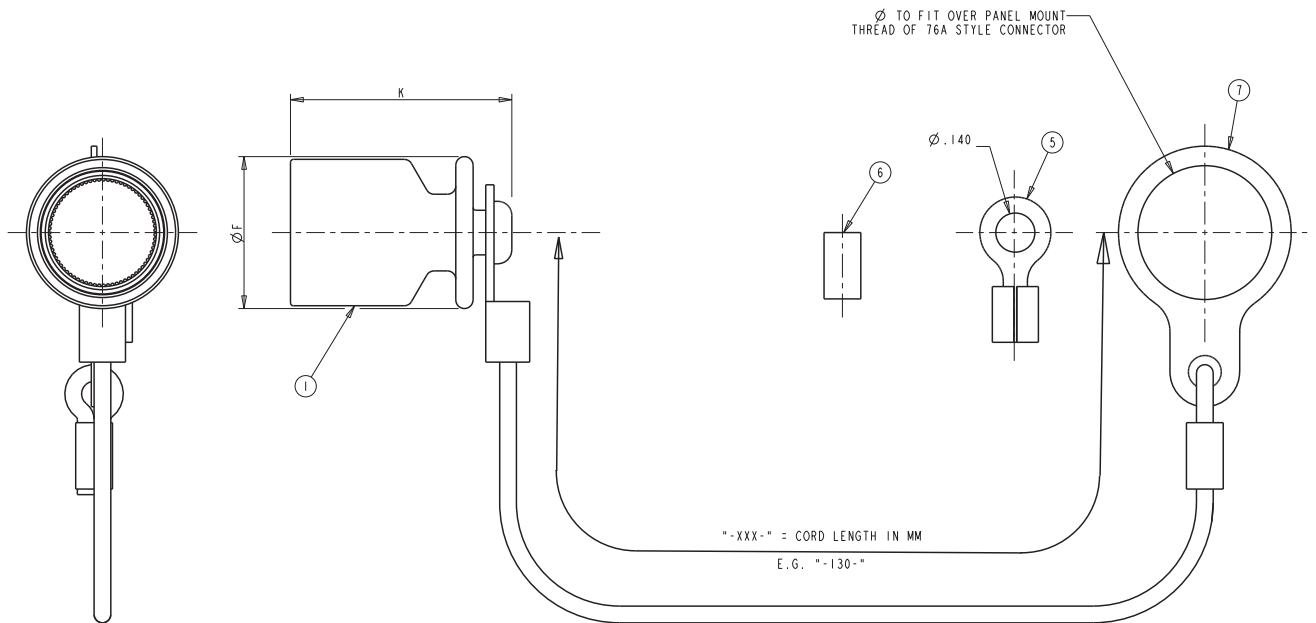 Ø TO FIT OVER PANEL MOUNT
THREAD OF 76A STYLE CONNECTOR
K
7
Ø.140
5
6
ØF
1
"-XXX-" = CORD LENGTH IN MM
E.G. "-130-"